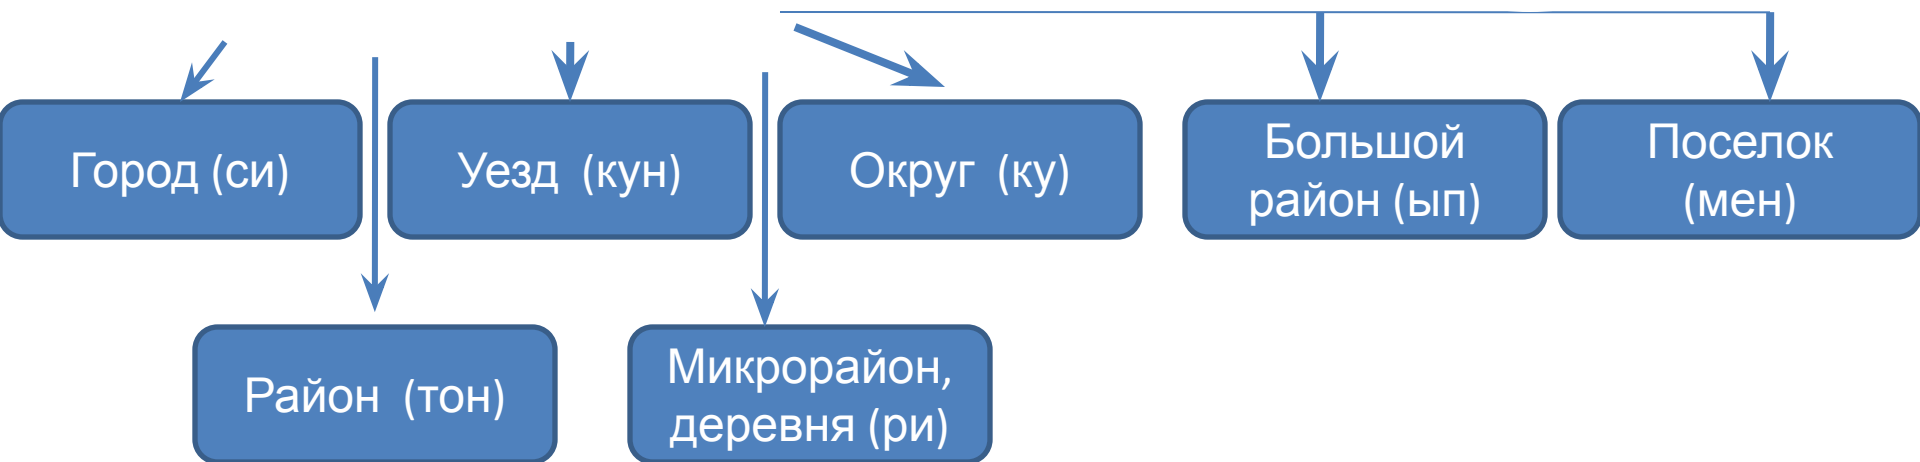 Город (си)
Уезд (кун)
Округ (ку)
Большой
район (ып)
Поселок
(мен)
Район (тон)
Микрорайон,
деревня (ри)